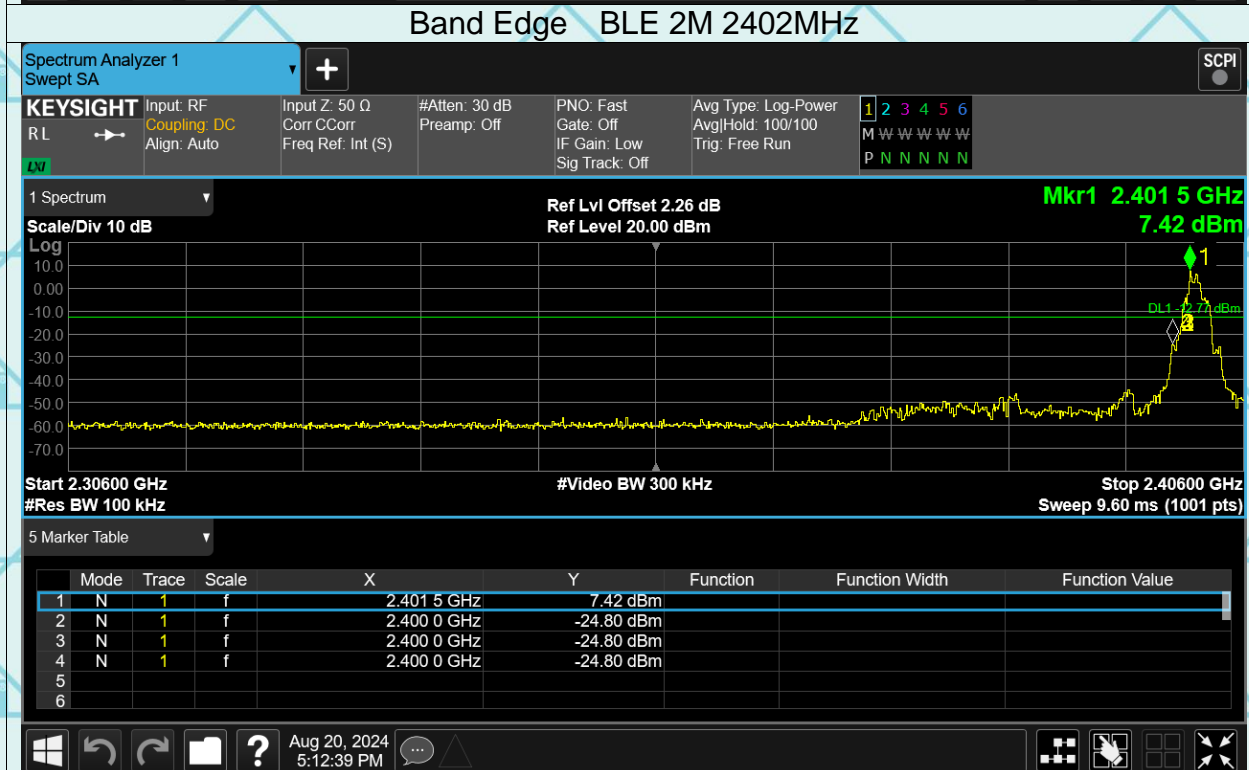 Band Edge BLE 2M 2402MHz
Spectrum Analyzer 1
Swept SA
▼
+
SCPI
KEYSIGHT
R L
LXI
Input: RF
Coupling: DC
Align: Auto
Input Z: 50 Ω
Corr CCorr
Freq Ref: Int (S)
#Atten: 30 dB
Preamp: Off
PNO: Fast
Gate: Off
IF Gain: Low
Sig Track: Off
Avg Type: Log-Power
Avg|Hold: 100/100
Trig: Free Run
1 2 3 4 5 6
M W W W W W
P N N N N N
1 Spectrum ▼
Scale/Div 10 dB
Ref Lvl Offset 2.26 dB
Ref Level 20.00 dBm
Mkr1 2.401 5 GHz
7.42 dBm
Log
10.0
0.00
-10.0
-20.0
-30.0
-40.0
-50.0
-60.0
-70.0
1
DL1 -12.77 dBm
Start 2.30600 GHz
#Res BW 100 kHz
#Video BW 300 kHz
Stop 2.40600 GHz
Sweep 9.60 ms (1001 pts)
5 Marker Table ▼
Mode Trace Scale X Y Function Function Width Function Value
1 N 1 f 2.401 5 GHz 7.42 dBm
2 N 1 f 2.400 0 GHz -24.80 dBm
3 N 1 f 2.400 0 GHz -24.80 dBm
4 N 1 f 2.400 0 GHz -24.80 dBm
5
6
?
Aug 20, 2024
5:12:39 PM
...